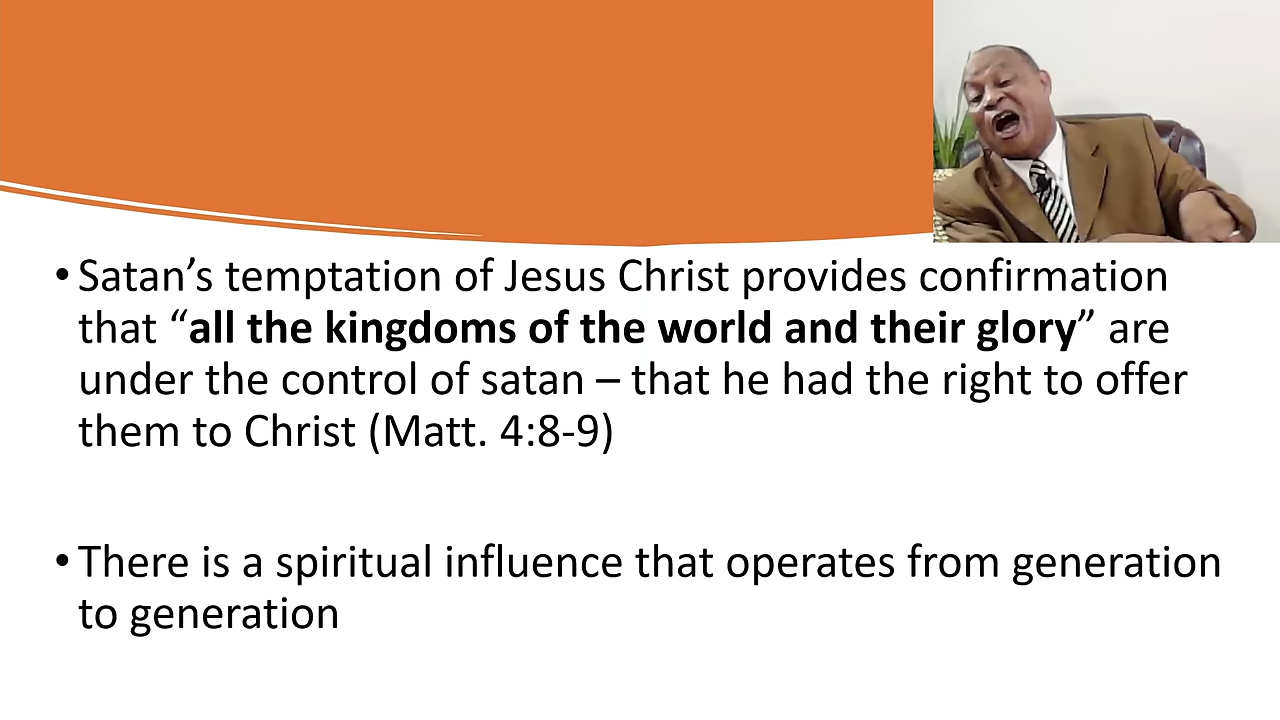 • Satan’s temptation of Jesus Christ provides confirmation
that “all the kingdoms of the world and their glory” are
under the control of satan – that he had the right to offer
them to Christ (Matt. 4:8-9)
• There is a spiritual influence that operates from generation
to generation